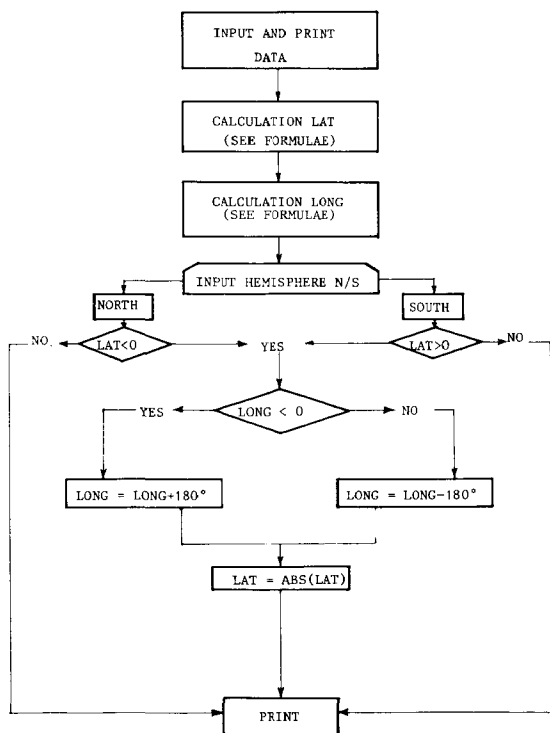 INPUT AND PRINT
DATA
CALCULATION LAT
(SEE FORMULAE)
CALCULATION LONG
(SEE FORMULAE)
INPUT HEMISPHERE N/S
NORTH
SOUTH
NO
LAT<0
YES
LAT>0
NO
YES
LONG < 0
NO
LONG = LONG+180°
LONG = LONG-180°
LAT = ABS(LAT)
PRINT